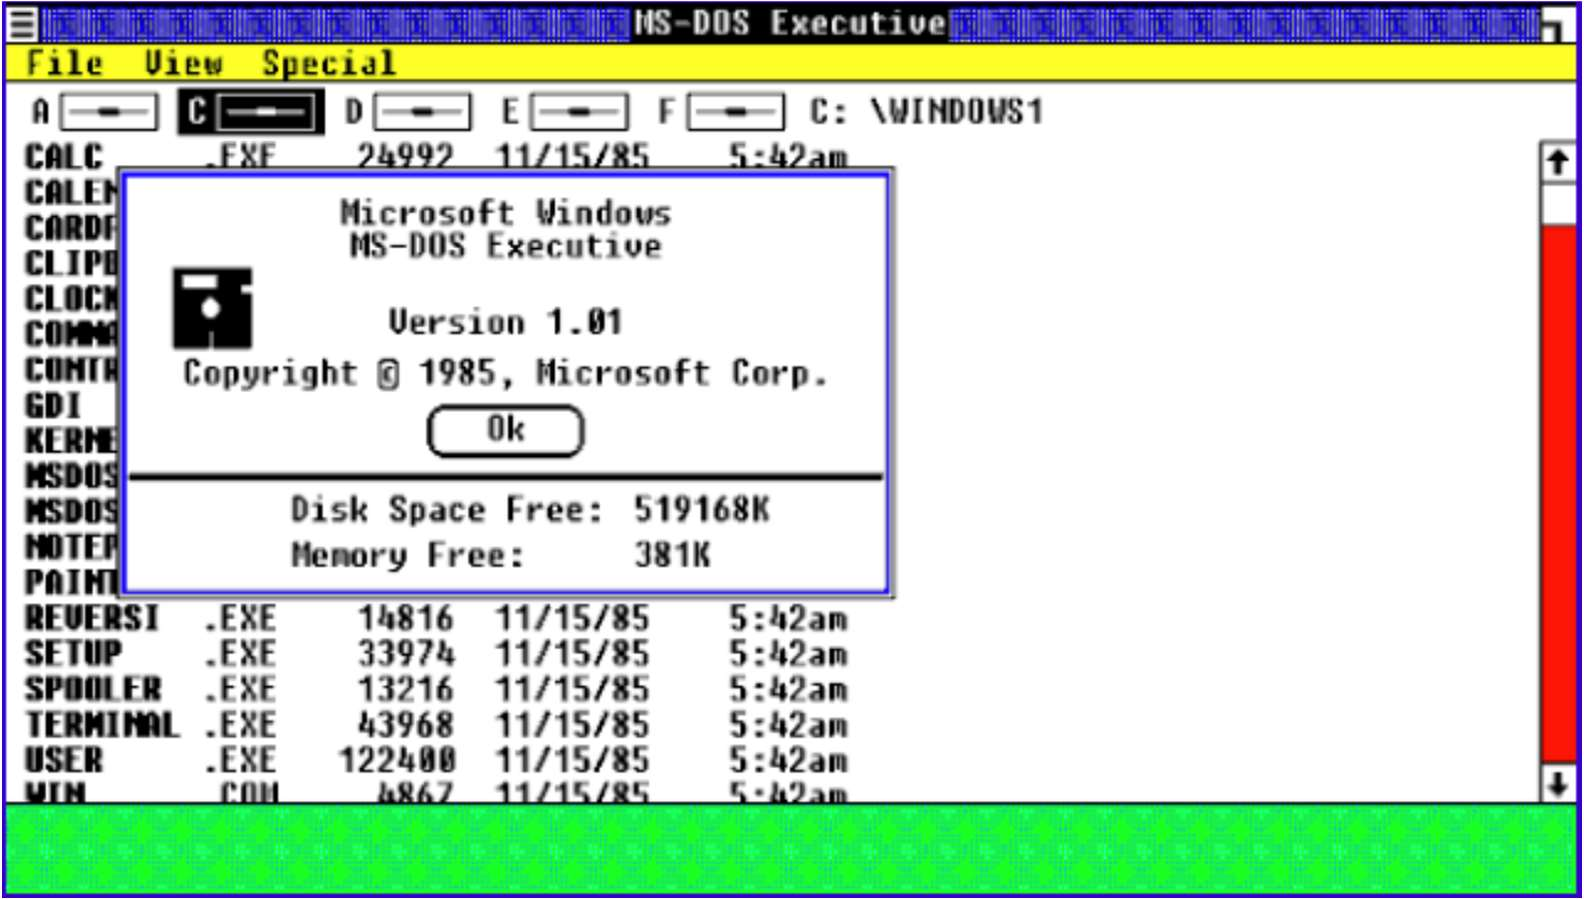 MS-DOS Executive
File View Special
A C D E F C: \WINDOWS1
CALC .EXE 24992 11/15/85 5:42am
CALEN
CARDF
CLIPB
CLOCK
COMMA
CONTR
GDI
KERNE
MSDOS
MSDOS
NOTEP
PAINT
Microsoft Windows
MS-DOS Executive
Version 1.01
Copyright © 1985, Microsoft Corp.
Ok
Disk Space Free: 519168K
Memory Free: 381K
REVERSI .EXE 14816 11/15/85 5:42am
SETUP .EXE 33974 11/15/85 5:42am
SPOOLER .EXE 13216 11/15/85 5:42am
TERMINAL .EXE 43968 11/15/85 5:42am
USER .EXE 122400 11/15/85 5:42am
WIN .COM 4867 11/15/85 5:42am